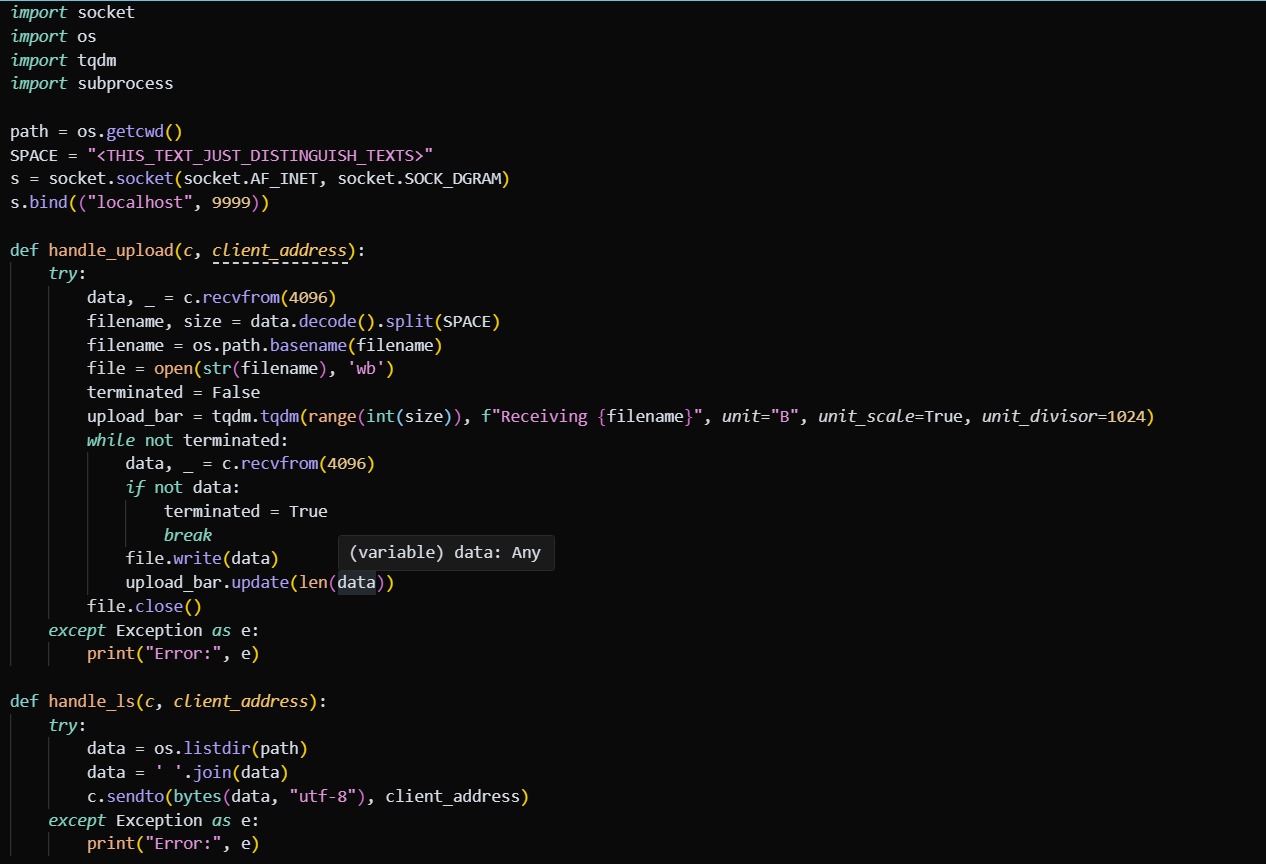 import socket
import os
import tqdm
import subprocess
path = os.getcwd()
SPACE = "<THIS_TEXT_JUST_DISTINGUISH_TEXTS>"
s = socket.socket(socket.AF_INET, socket.SOCK_DGRAM)
s.bind(("localhost", 9999))
def handle_upload(c, client_address):
    try:
        data, _ = c.recvfrom(4096)
        filename, size = data.decode().split(SPACE)
        filename = os.path.basename(filename)
        file = open(str(filename), 'wb')
        terminated = False
        upload_bar = tqdm.tqdm(range(int(size)), f"Receiving {filename}", unit="B", unit_scale=True, unit_divisor=1024)
        while not terminated:
            data, _ = c.recvfrom(4096)
            if not data:
                terminated = True
                break
            file.write(data)
(variable) data: Any
            upload_bar.update(len(data))
        file.close()
    except Exception as e:
        print("Error:", e)
def handle_ls(c, client_address):
    try:
        data = os.listdir(path)
        data = ' '.join(data)
        c.sendto(bytes(data, "utf-8"), client_address)
    except Exception as e:
        print("Error:", e)